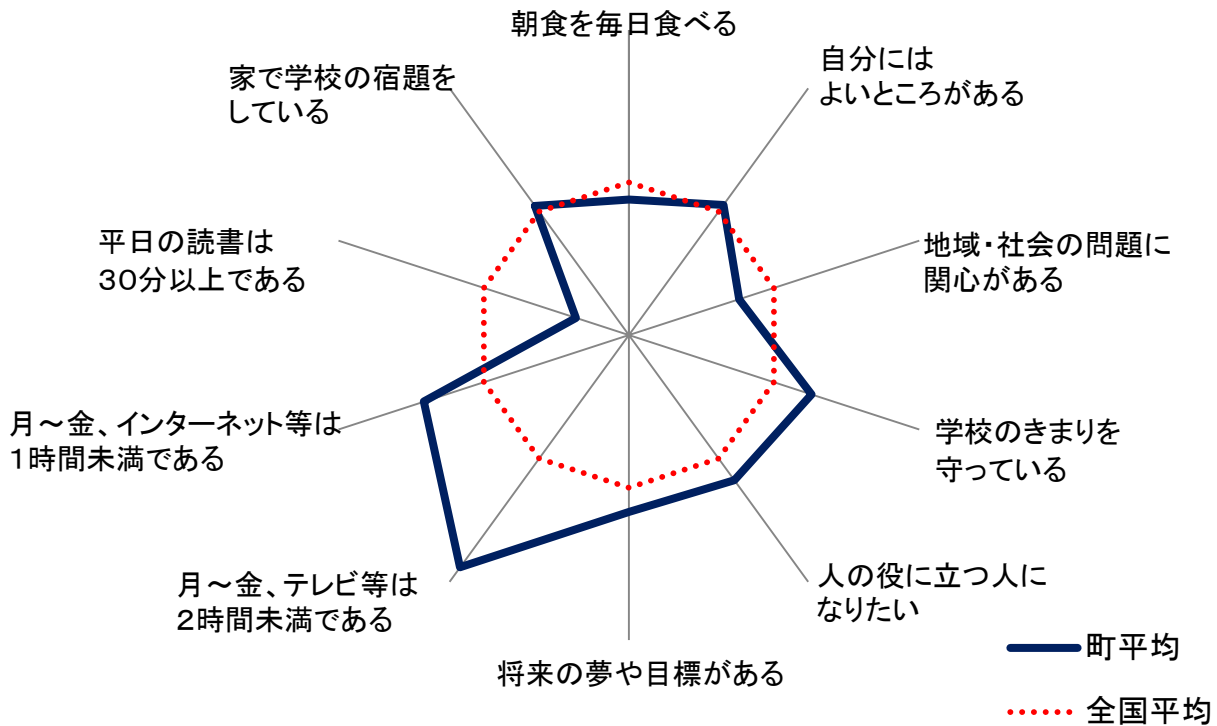 朝食を毎日食べる
自分には
よいところがある
地域・社会の問題に
関心がある
学校のきまりを
守っている
人の役に立つ人に
なりたい
将来の夢や目標がある
月～金、テレビ等は
２時間未満である
月～金、インターネット等は
１時間未満である
平日の読書は
３０分以上である
家で学校の宿題を
している
町平均
全国平均